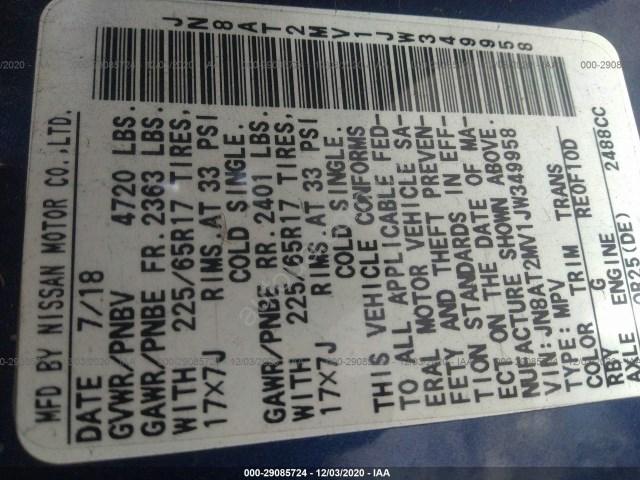 JN8AT2MV1JW349958
MFD BY NISSAN MOTOR CO.,LTD.
DATE 7/18
GVWR/PNBV 4720 LBS.
GAWR/PNBE FR. 2363 LBS.
WITH 225/65R17 TIRES,
17X7J RIMS.AT 33 PSI
COLD SINGLE.
GAWR/PNBE RR. 2401 LBS.
WITH 225/65R17 TIRES,
17X7J RIMS.AT 33 PSI
COLD SINGLE.
THIS VEHICLE CONFORMS
TO ALL APPLICABLE FED-
ERAL MOTOR VEHICLE SA-
FETY AND THEFT PREVEN-
TION STANDARDS IN EFF-
ECT ON THE DATE OF MA-
NUFACTURE SHOWN ABOVE.
VIN:JN8AT2MV1JW349958
TYPE: MPV
COLOR TRIM TRANS
RBY G RE0F10D
AXLE ENGINE 2488CC
QR25(DE)
000-29085724 - 12/03/2020 - IAA